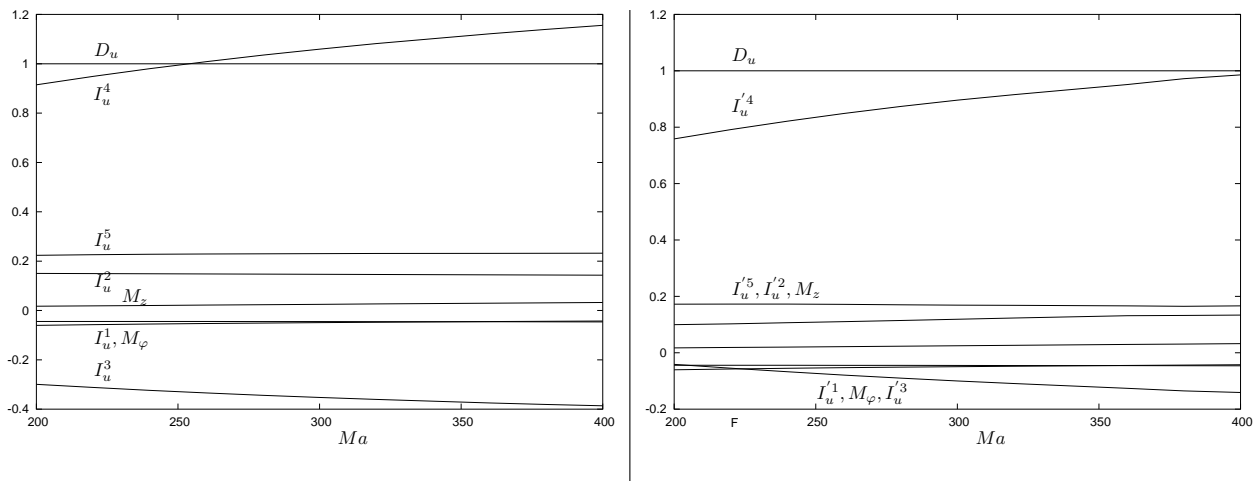 1.2
D_u
1
I_u^4
0.8
0.6
0.4
I_u^5
0.2
I_u^2
M_z
0
I_u^1, M_φ
-0.2
I_u^3
-0.4
200 250 300 350 400
Ma
1.2
D_u
1
I_u^{'4}
0.8
0.6
0.4
I_u^{'5}, I_u^{'2}, M_z
0.2
0
I_u^{'1}, M_φ, I_u^{'3}
-0.2
200 F 250 300 350 400
Ma